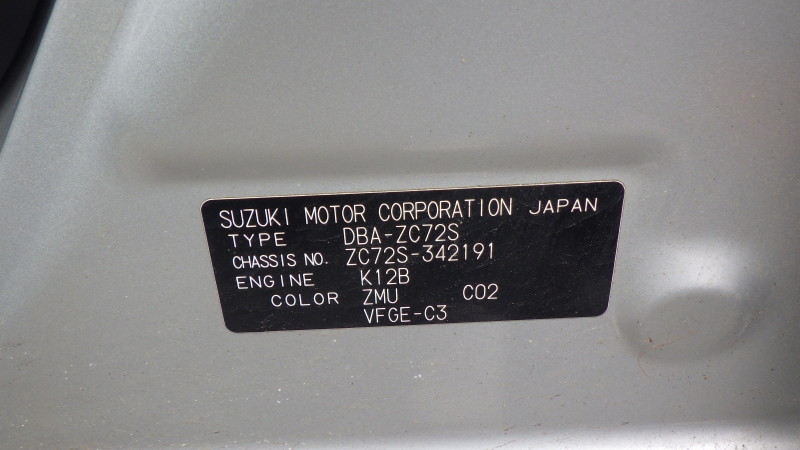 SUZUKI MOTOR CORPORATION JAPAN
TYPE DBA-ZC72S
CHASSIS NO. ZC72S-342191
ENGINE K12B
COLOR ZMU C02
VFGE-C3